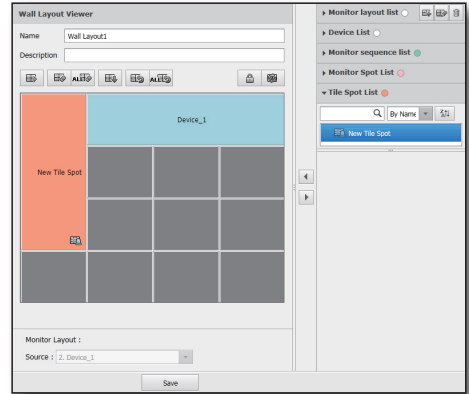 Wall Layout Viewer
Name Wall Layout1
Description
ALL ALL
Device_1
New Tile Spot
Monitor Layout :
Source : 2. Device_1
Save
Monitor layout list
Device List
Monitor sequence list
Monitor Spot List
Tile Spot List
By Name
New Tile Spot